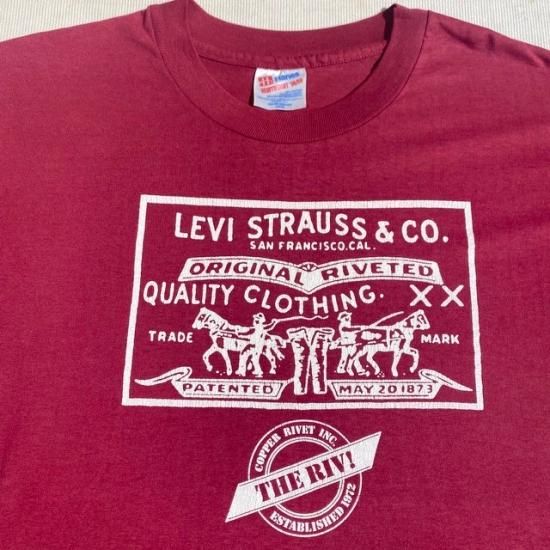 Hanes
LEVI STRAUSS & CO.
SAN FRANCISCO, CAL.
ORIGINAL RIVETED
QUALITY CLOTHING. XX
TRADE MARK
PATENTED MAY 20 1873
COPPER RIVET INC.
THE RIV!
ESTABLISHED 1972